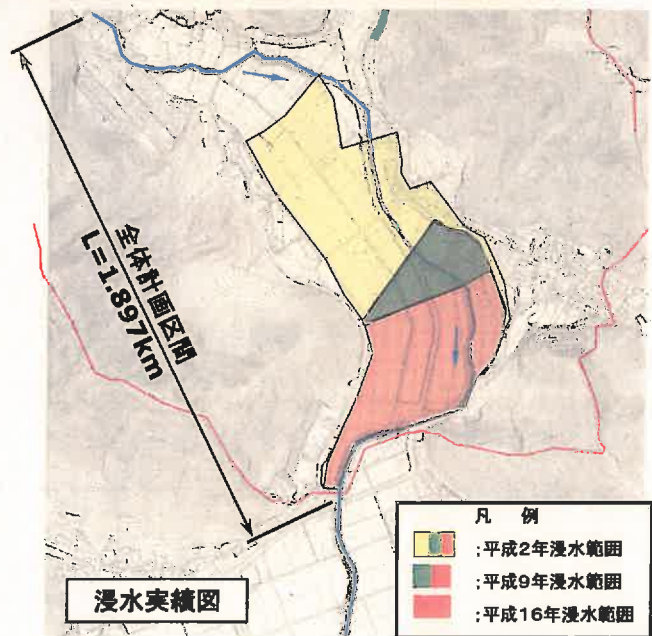 全体計画区間
L=1.897km
浸水実績図
凡 例
;平成2年浸水範囲
;平成9年浸水範囲
;平成16年浸水範囲